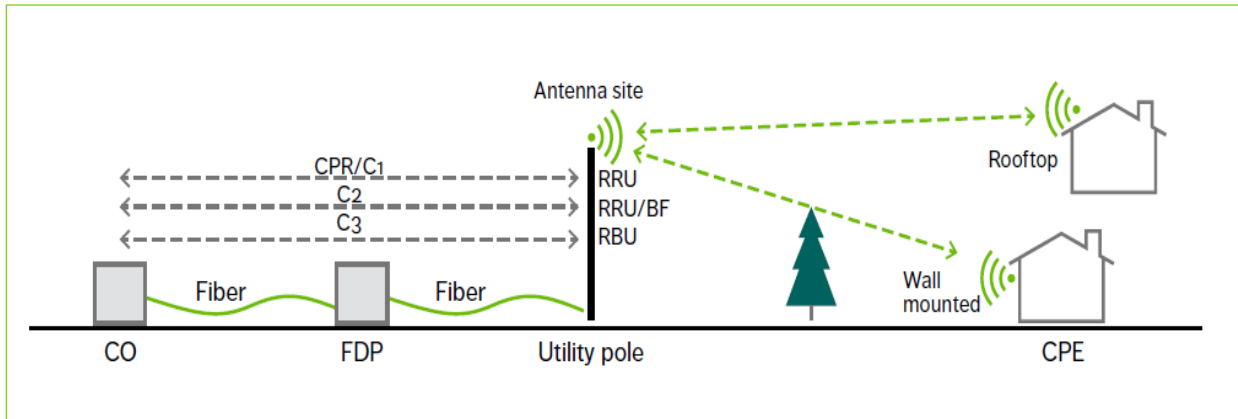 Antenna site
CPR/C1
RRU
C2
RRU/BF
C3
RBU
Rooftop
Wall
mounted
Fiber
Fiber
CO
FDP
Utility pole
CPE